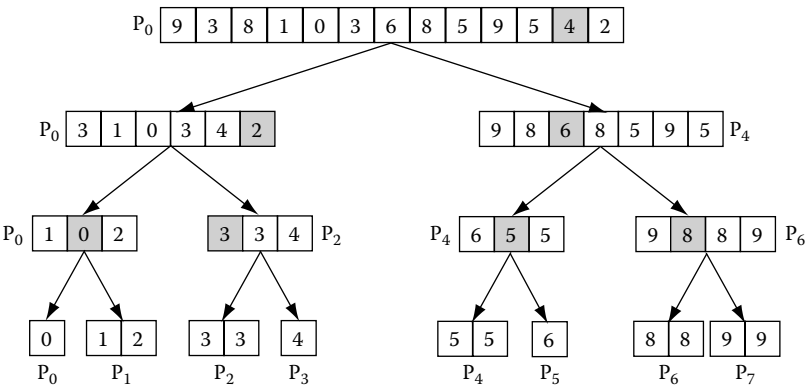 P₀ 9 3 8 1 0 3 6 8 5 9 5 4 2
P₀ 3 1 0 3 4 2 9 8 6 8 5 9 5 P₄
P₀ 1 0 2 3 3 4 P₂ P₄ 6 5 5 9 8 8 9 P₆
0 1 2 3 3 4 5 5 6 8 8 9 9
P₀ P₁ P₂ P₃ P₄ P₅ P₆ P₇